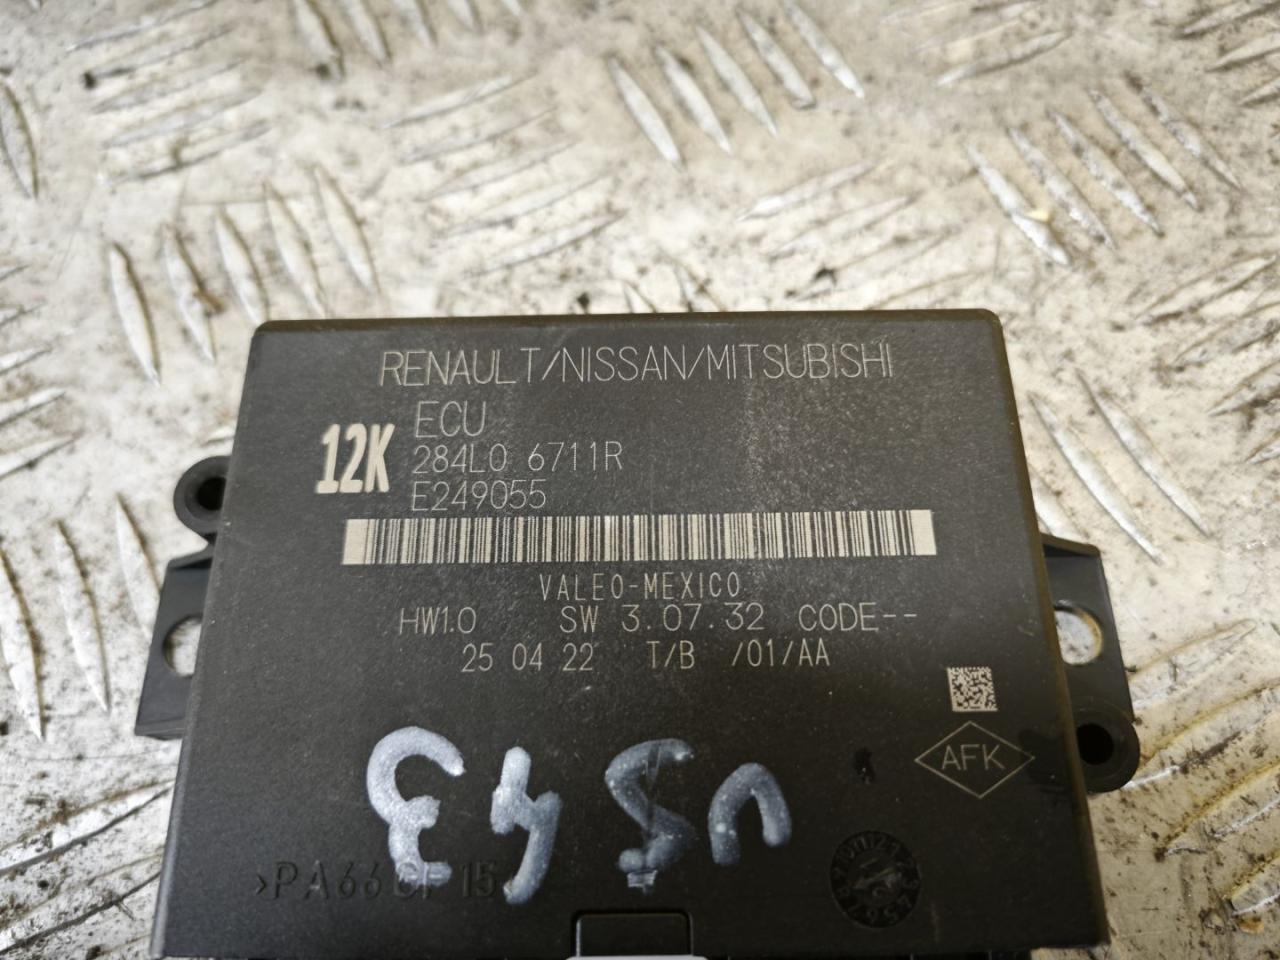 RENAULT/NISSAN/MITSUBISHI
ECU
12K 284L0 6711R
E249055
VALEO-MEXICO
HW1.0 SW 3.07.32 CODE--
25 04 22 T/B /01/AA
AFK
>PA66GF15